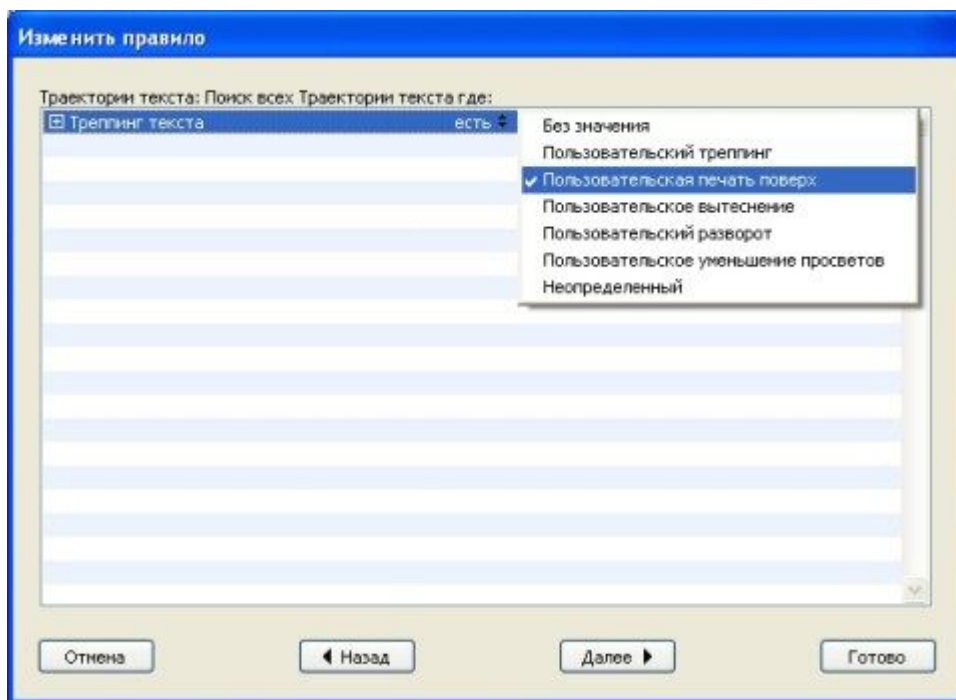 Изменить правило
Траектории текста: Поиск всех Траектории текста где:
Треппинг текста есть
Без значения
Пользовательский треппинг
Пользовательская печать поверх
Пользовательское вытеснение
Пользовательский разворот
Пользовательское уменьшение просветов
Неопределенный
Отмена Назад Далее Готово